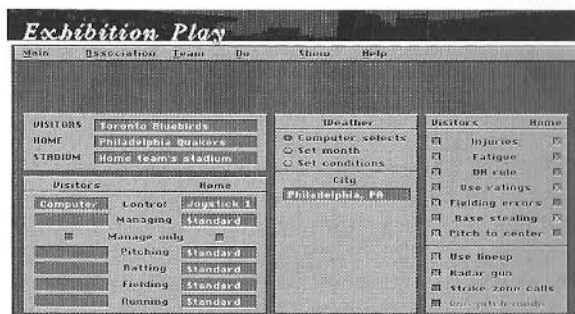 Exhibition Play
Main Association Team Do Show Help
VISITORS Toronto Bluebirds
HOME Philadelphia Quakers
STADIUM Home team's stadium
Visitors Home
Computer Control Joystick 1
Managing Standard
Manage only
Pitching Standard
Batting Standard
Fielding Standard
Running Standard
Weather
Computer selects
Set month
Set conditions
City
Philadelphia, PA
Visitors Home
Injuries
Fatigue
DH rule
Use ratings
Fielding errors
Base stealing
Pitch to center
Use lineup
Radar gun
Strike zone calls
One pitch mode